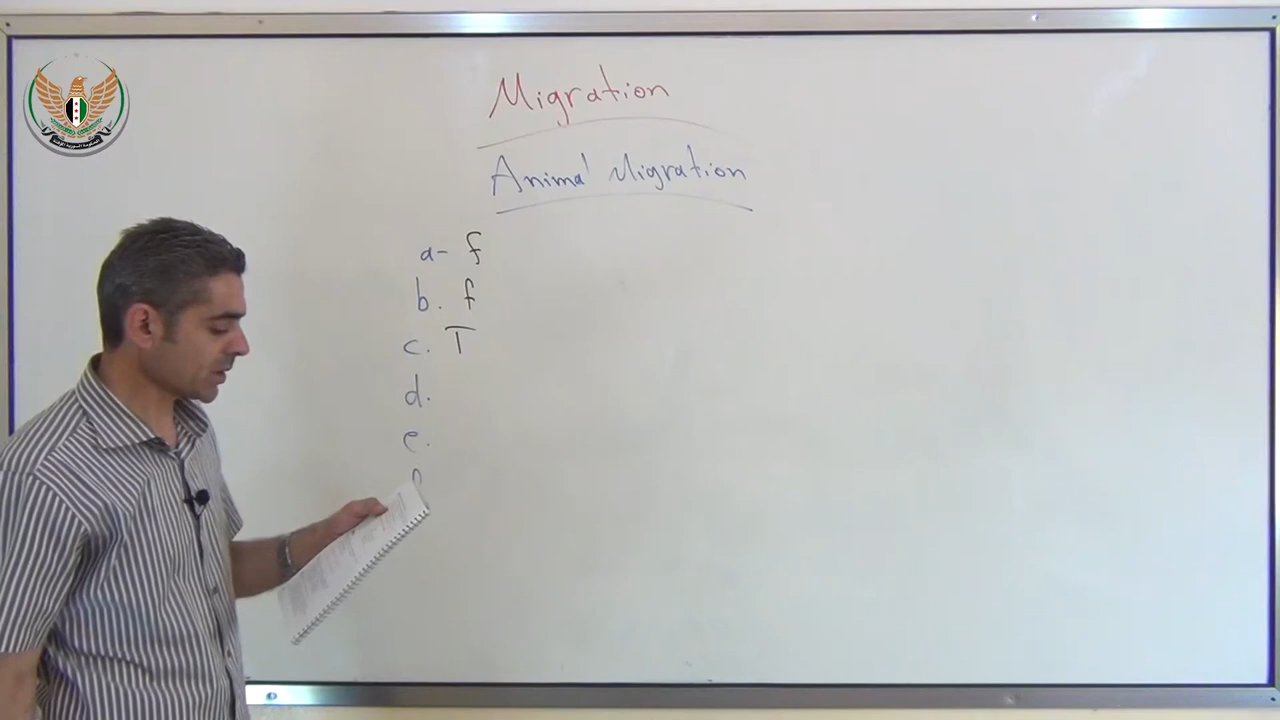 Migration
Animal Migration
a- f
b. f
c. T
d.
e.